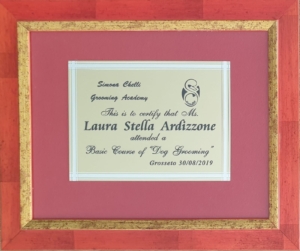 Simona Chelli
Grooming Academy
This is to certify that Ms.
Laura Stella Ardizzone
attended a
Basic Course of "Dog Grooming"
Grosseto 30/08/2019